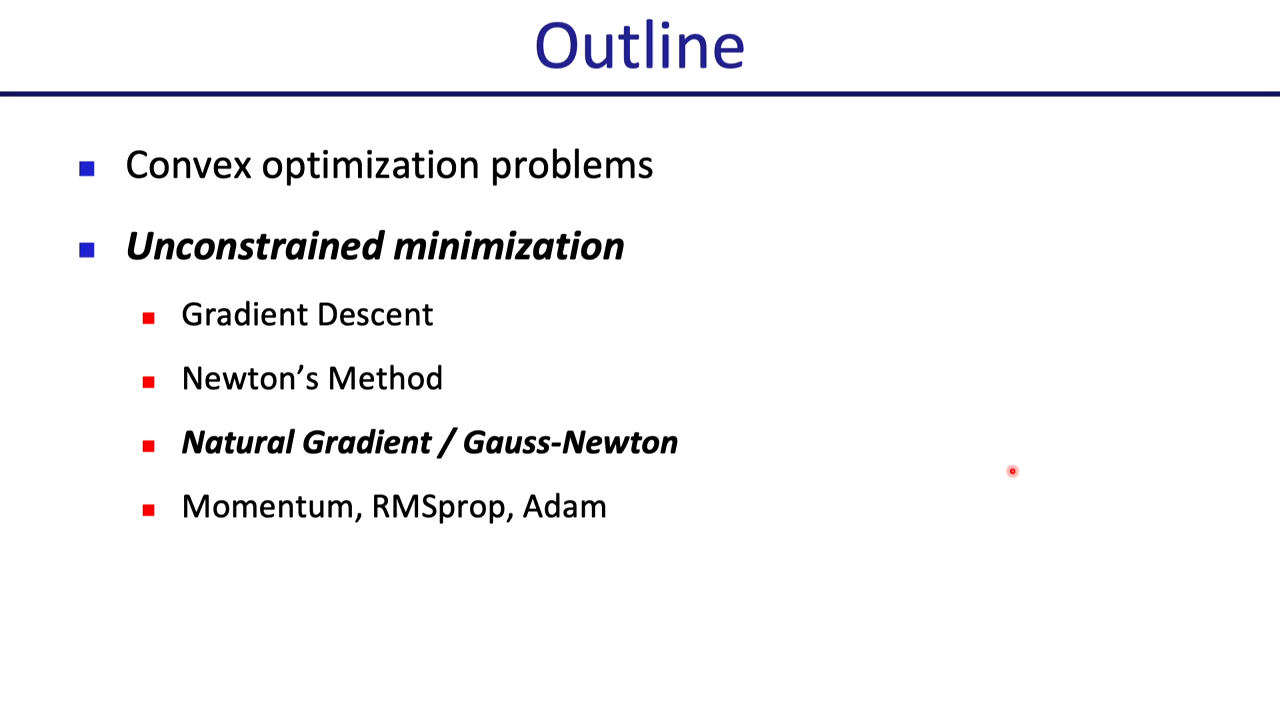 Outline
Convex optimization problems
Unconstrained minimization
Gradient Descent
Newton’s Method
Natural Gradient / Gauss-Newton
Momentum, RMSprop, Adam